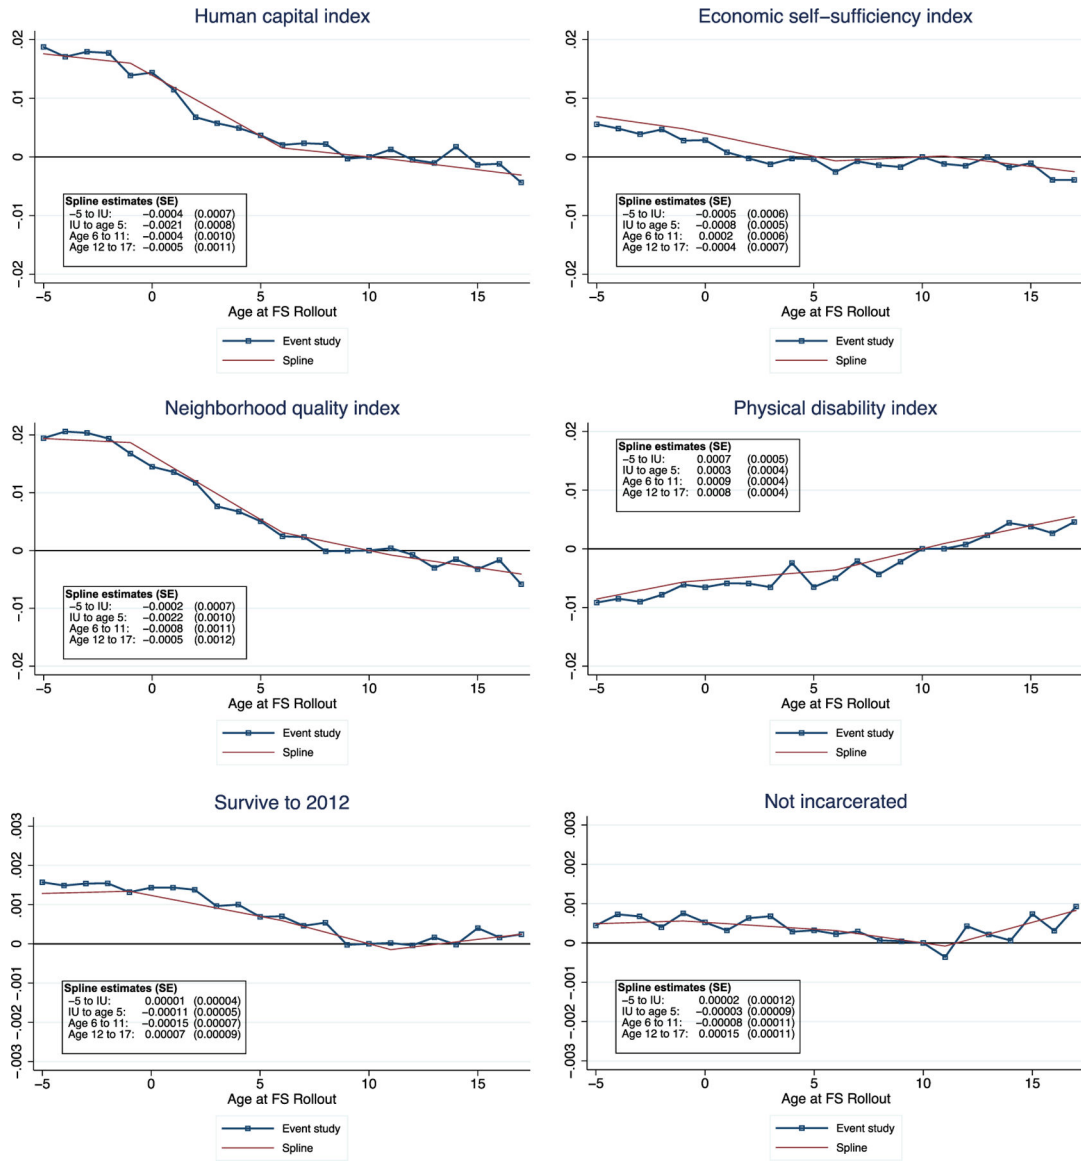 Human capital index
.02
.01
0
-.01
-.02
Spline estimates (SE)
-5 to IU: -0.0004 (0.0007)
IU to age 5: -0.0021 (0.0008)
Age 6 to 11: -0.0004 (0.0010)
Age 12 to 17: -0.0005 (0.0011)
-5 0 5 10 15
Age at FS Rollout
Event study
Spline
Economic self-sufficiency index
.02
.01
0
-.01
-.02
Spline estimates (SE)
-5 to IU: -0.0005 (0.0006)
IU to age 5: -0.0008 (0.0005)
Age 6 to 11: 0.0002 (0.0006)
Age 12 to 17: -0.0004 (0.0007)
-5 0 5 10 15
Age at FS Rollout
Event study
Spline
Neighborhood quality index
.02
.01
0
-.01
-.02
Spline estimates (SE)
-5 to IU: -0.0002 (0.0007)
IU to age 5: -0.0022 (0.0010)
Age 6 to 11: -0.0008 (0.0011)
Age 12 to 17: -0.0005 (0.0012)
-5 0 5 10 15
Age at FS Rollout
Event study
Spline
Physical disability index
.02
.01
0
-.01
-.02
Spline estimates (SE)
-5 to IU: 0.0007 (0.0005)
IU to age 5: 0.0003 (0.0004)
Age 6 to 11: 0.0009 (0.0004)
Age 12 to 17: 0.0008 (0.0004)
-5 0 5 10 15
Age at FS Rollout
Event study
Spline
Survive to 2012
.003
.002
.001
0
-.001
-.002
-.003
Spline estimates (SE)
-5 to IU: 0.00001 (0.00004)
IU to age 5: -0.00011 (0.00005)
Age 6 to 11: -0.00015 (0.00007)
Age 12 to 17: 0.00007 (0.00009)
-5 0 5 10 15
Age at FS Rollout
Event study
Spline
Not incarcerated
.003
.002
.001
0
-.001
-.002
-.003
Spline estimates (SE)
-5 to IU: 0.00002 (0.00012)
IU to age 5: -0.00003 (0.00009)
Age 6 to 11: -0.00008 (0.00011)
Age 12 to 17: 0.00015 (0.00011)
-5 0 5 10 15
Age at FS Rollout
Event study
Spline